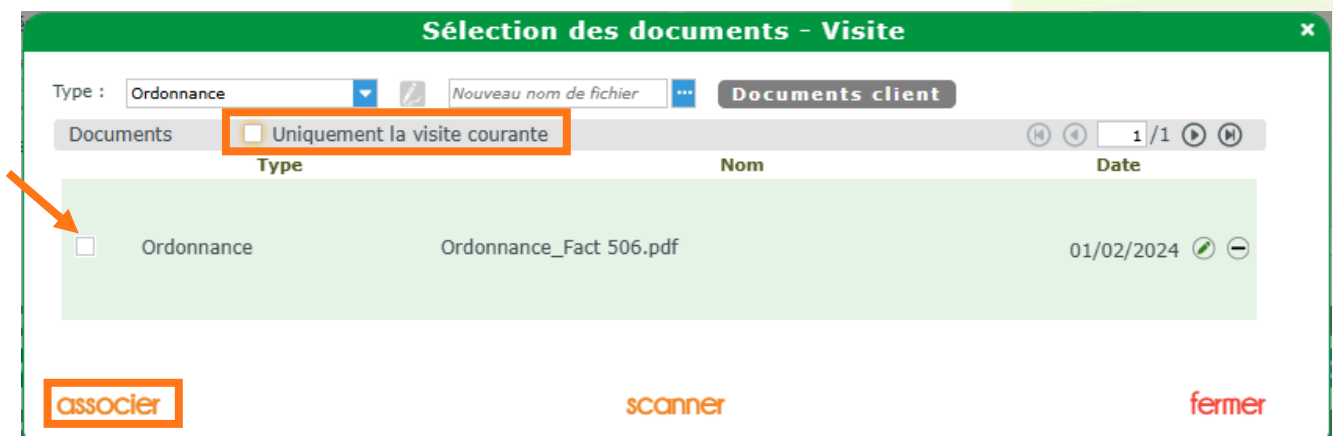 Sélection des documents - Visite
×
Type : Ordonnance Nouveau nom de fichier ... Documents client
Documents Uniquement la visite courante 1 /1
Type Nom Date
Ordonnance Ordonnance_Fact 506.pdf 01/02/2024
associer scanner fermer